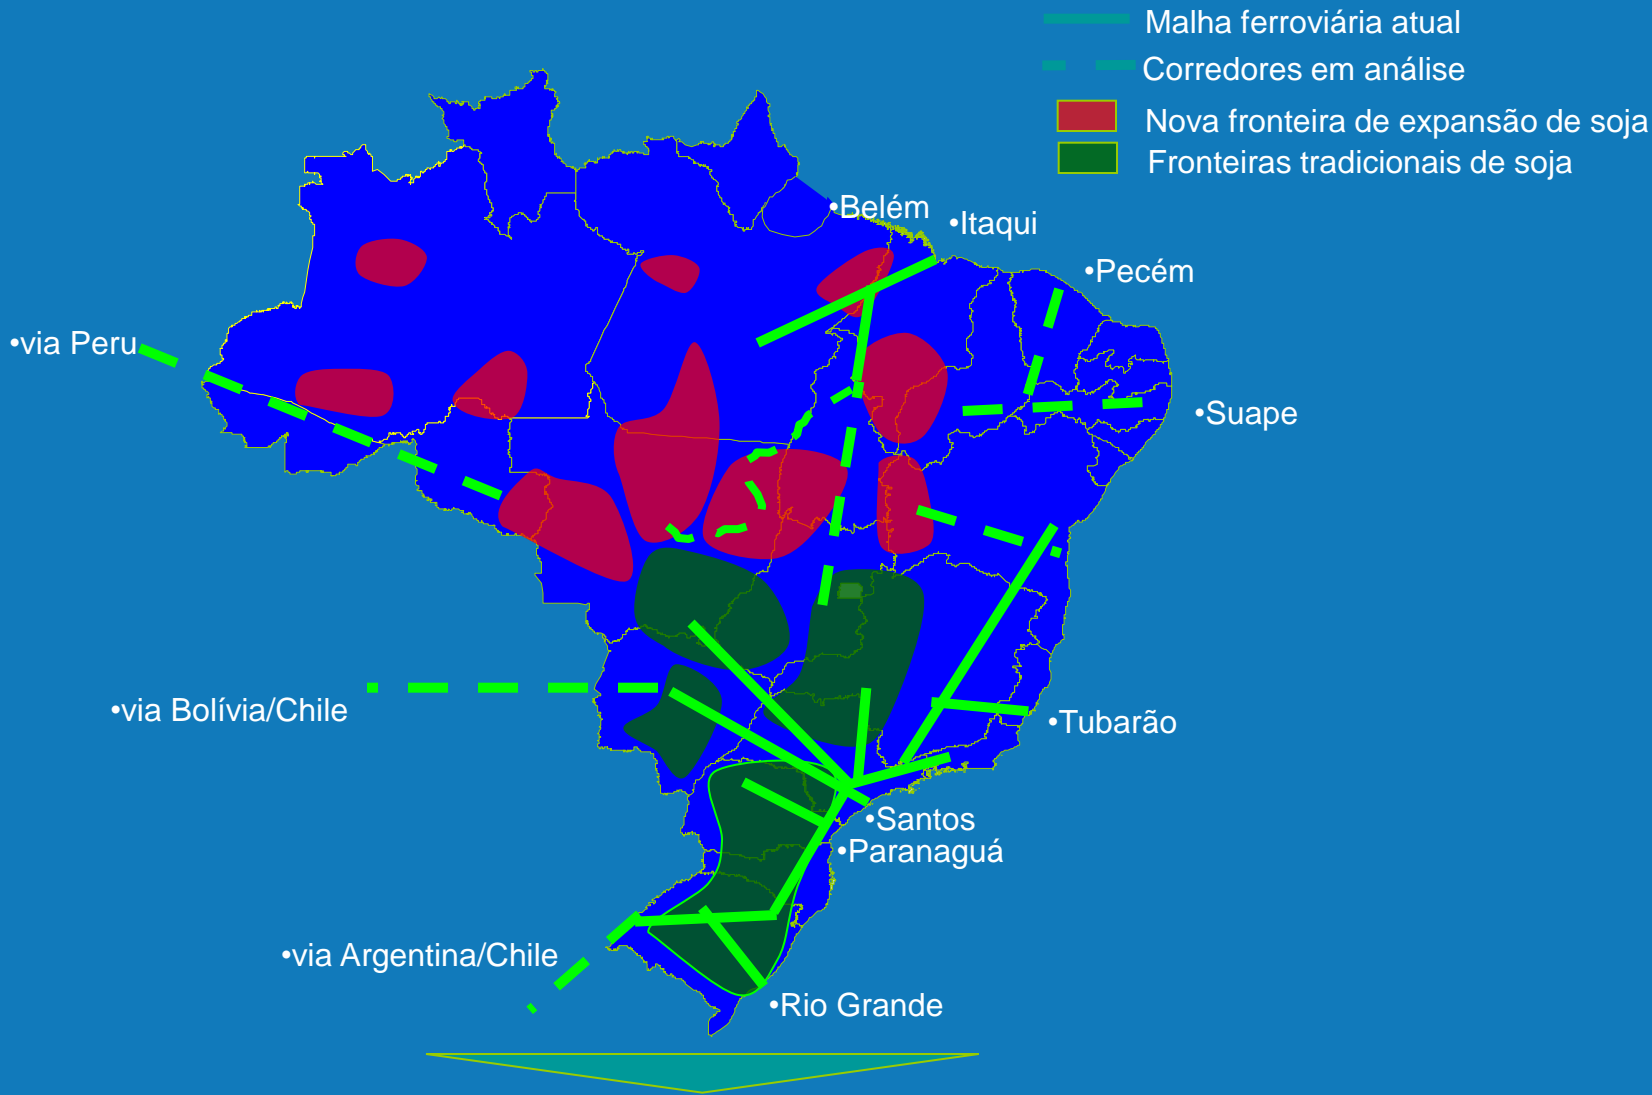 Malha ferroviária atual
Corredores em análise
Nova fronteira de expansão de soja
Fronteiras tradicionais de soja
•Belém
•Itaqui
•Pecém
•via Peru
•Suape
•via Bolívia/Chile
•Tubarão
•Santos
•Paranaguá
•via Argentina/Chile
•Rio Grande